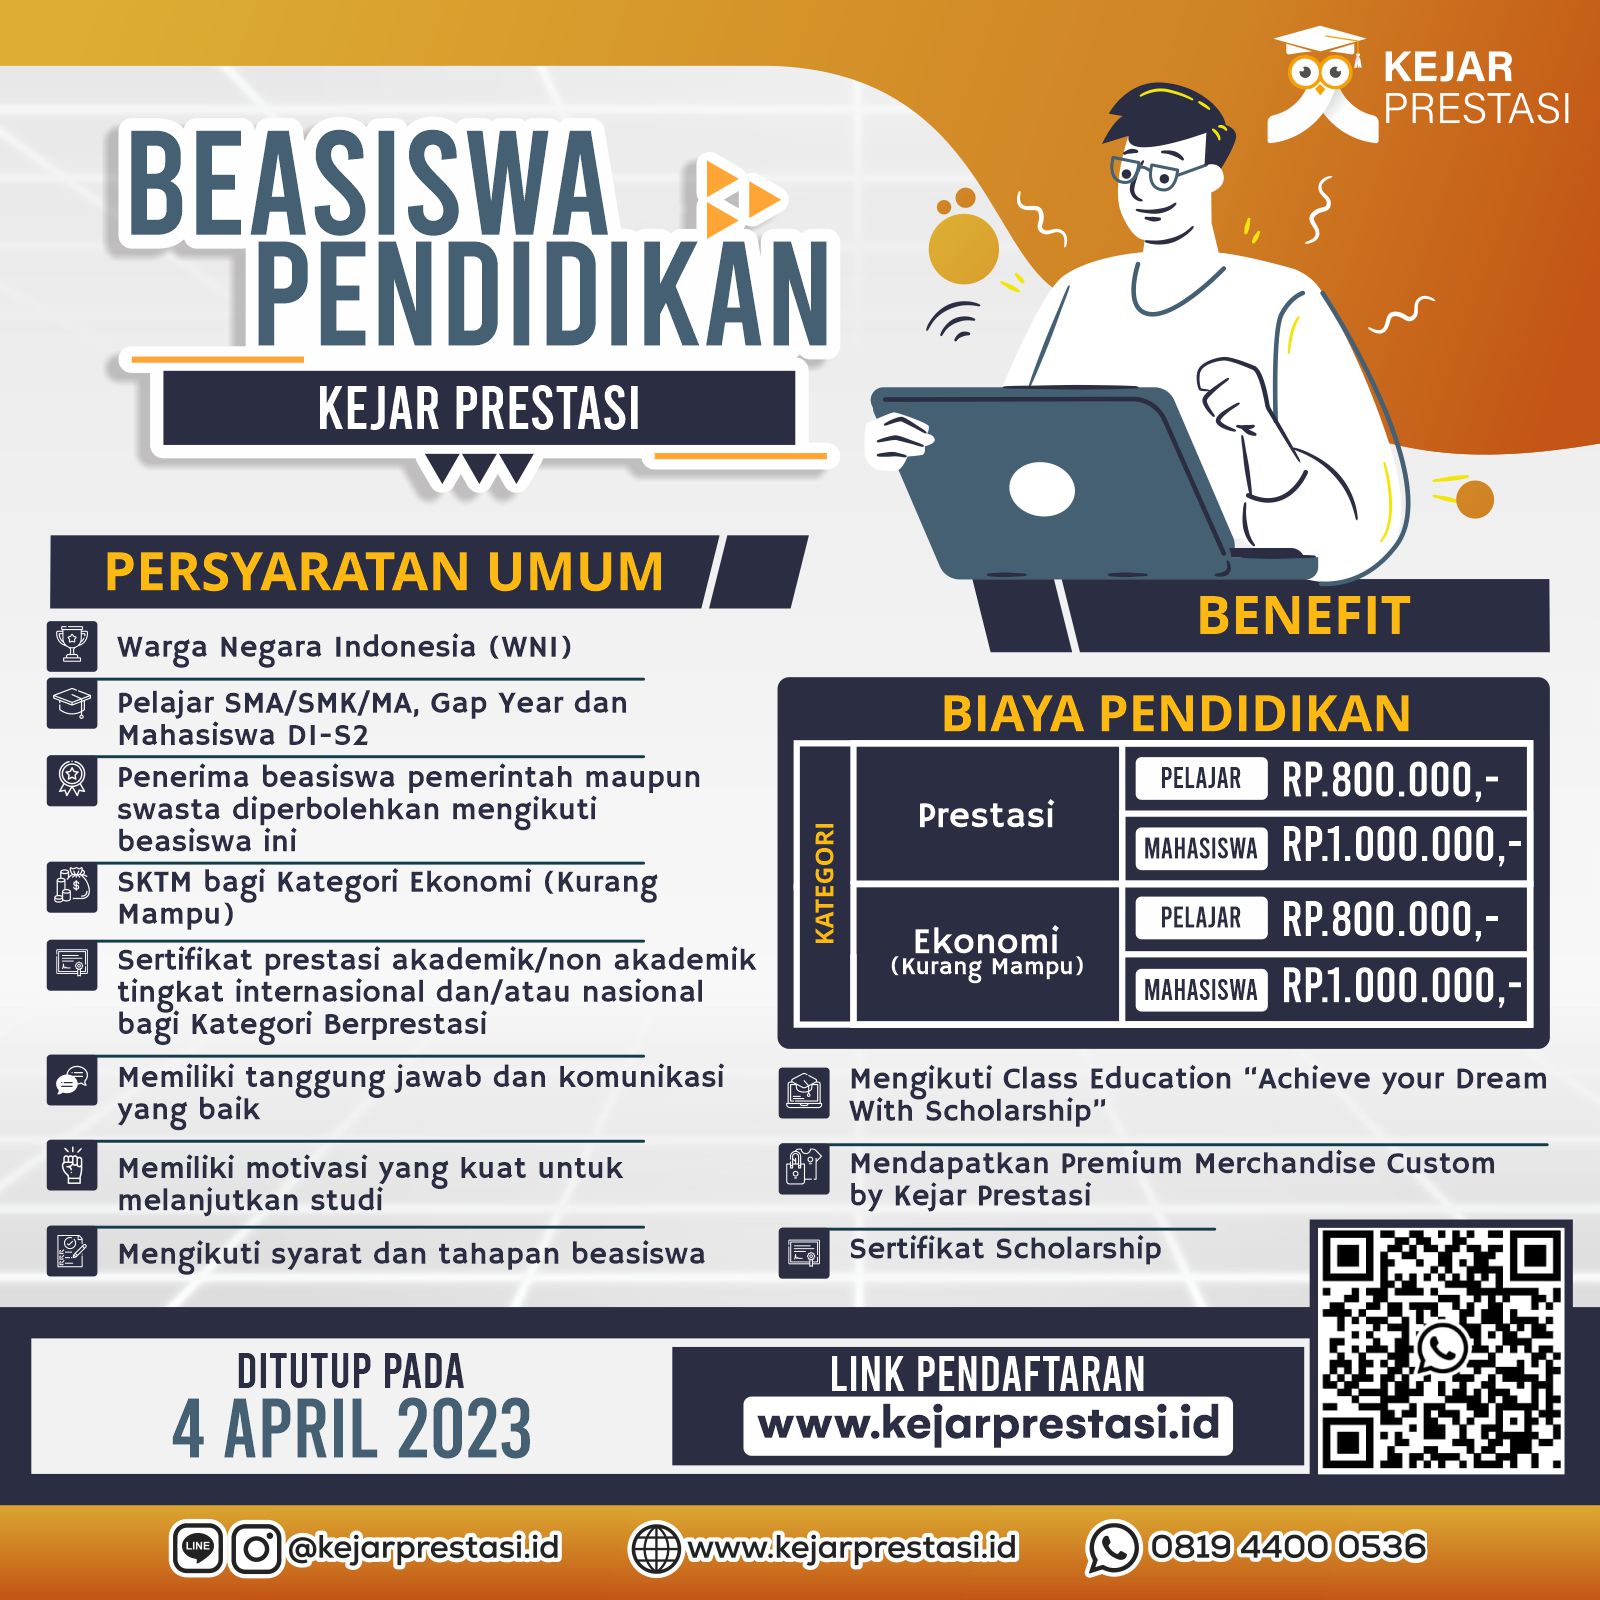 KEJAR
PRESTASI
BEASISWA
PENDIDIKAN
KEJAR PRESTASI
PERSYARATAN UMUM
Warga Negara Indonesia (WNI)
Pelajar SMA/SMK/MA, Gap Year dan
Mahasiswa DI-S2
Penerima beasiswa pemerintah maupun
swasta diperbolehkan mengikuti
beasiswa ini
SKTM bagi Kategori Ekonomi (Kurang
Mampu)
Sertifikat prestasi akademik/non akademik
tingkat internasional dan/atau nasional
bagi Kategori Berprestasi
Memiliki tanggung jawab dan komunikasi
yang baik
Memiliki motivasi yang kuat untuk
melanjutkan studi
Mengikuti syarat dan tahapan beasiswa
BENEFIT
BIAYA PENDIDIKAN
KATEGORI
Prestasi
PELAJAR RP.800.000,-
MAHASISWA RP.1.000.000,-
Ekonomi
(Kurang Mampu)
PELAJAR RP.800.000,-
MAHASISWA RP.1.000.000,-
Mengikuti Class Education “Achieve your Dream
With Scholarship”
Mendapatkan Premium Merchandise Custom
by Kejar Prestasi
Sertifikat Scholarship
DITUTUP PADA
4 APRIL 2023
LINK PENDAFTARAN
www.kejarprestasi.id
LINE @kejarprestasi.id www.kejarprestasi.id 0819 4400 0536